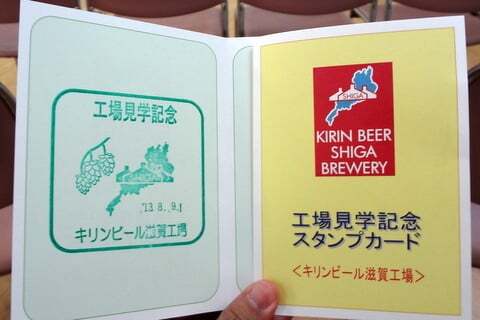 工場見学記念
SHIGA
'13.8.-9.
キリンビール滋賀工場
SHIGA
KIRIN BEER
SHIGA
BREWERY
工場見学記念
スタンプカード
<キリンビール滋賀工場>